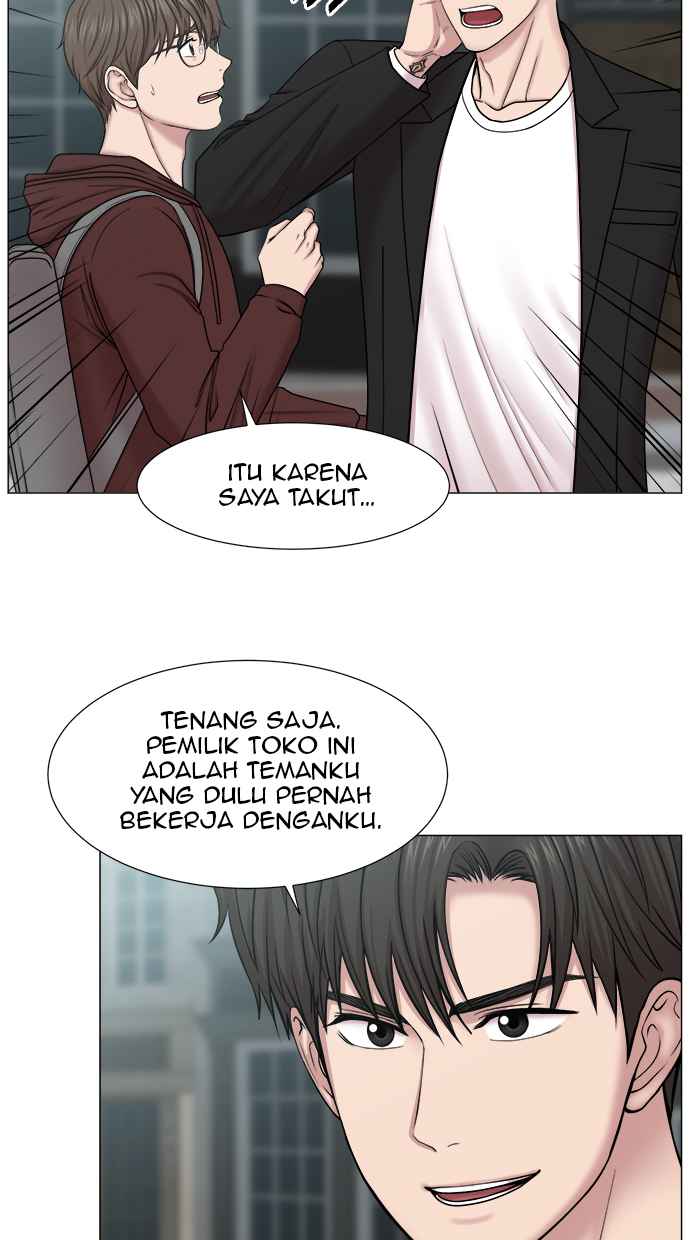 ITU KARENA
SAYA TAKUT...
TENANG SAJA.
PEMILIK TOKO INI
ADALAH TEMANKU
YANG DULU PERNAH
BEKERJA DENGANKU.